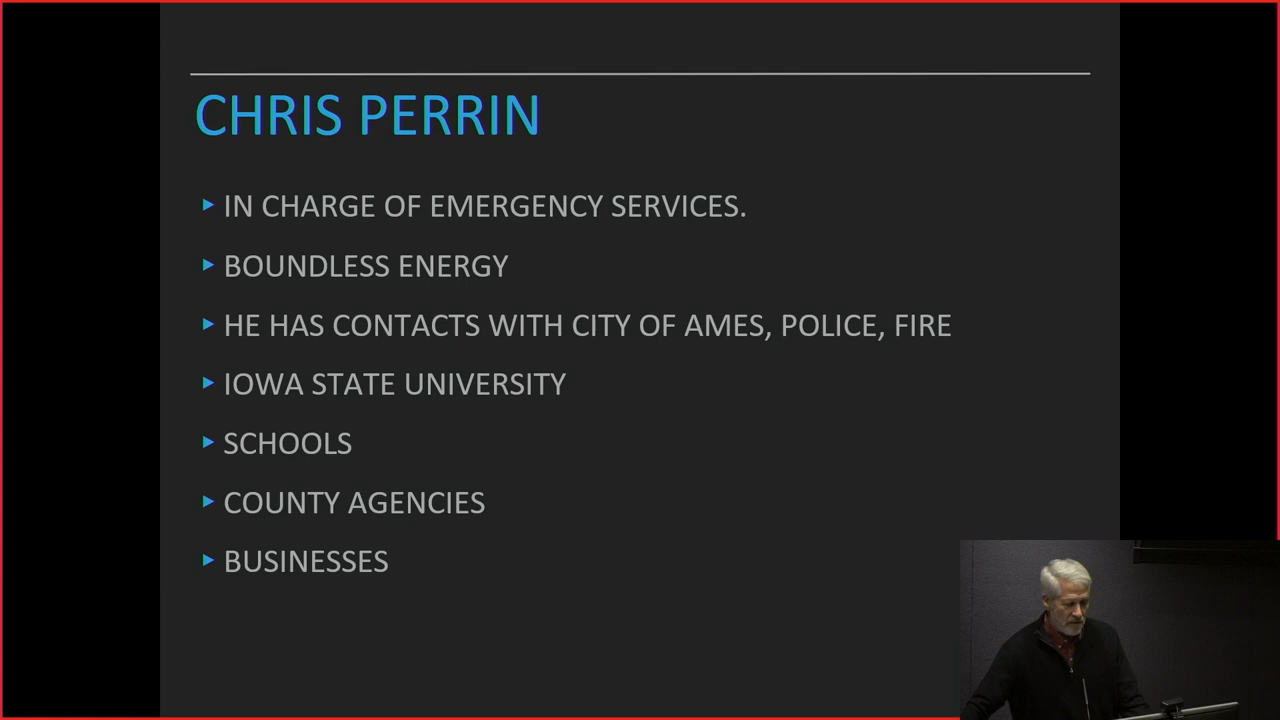 CHRIS PERRIN
IN CHARGE OF EMERGENCY SERVICES.
BOUNDLESS ENERGY
HE HAS CONTACTS WITH CITY OF AMES, POLICE, FIRE
IOWA STATE UNIVERSITY
SCHOOLS
COUNTY AGENCIES
BUSINESSES